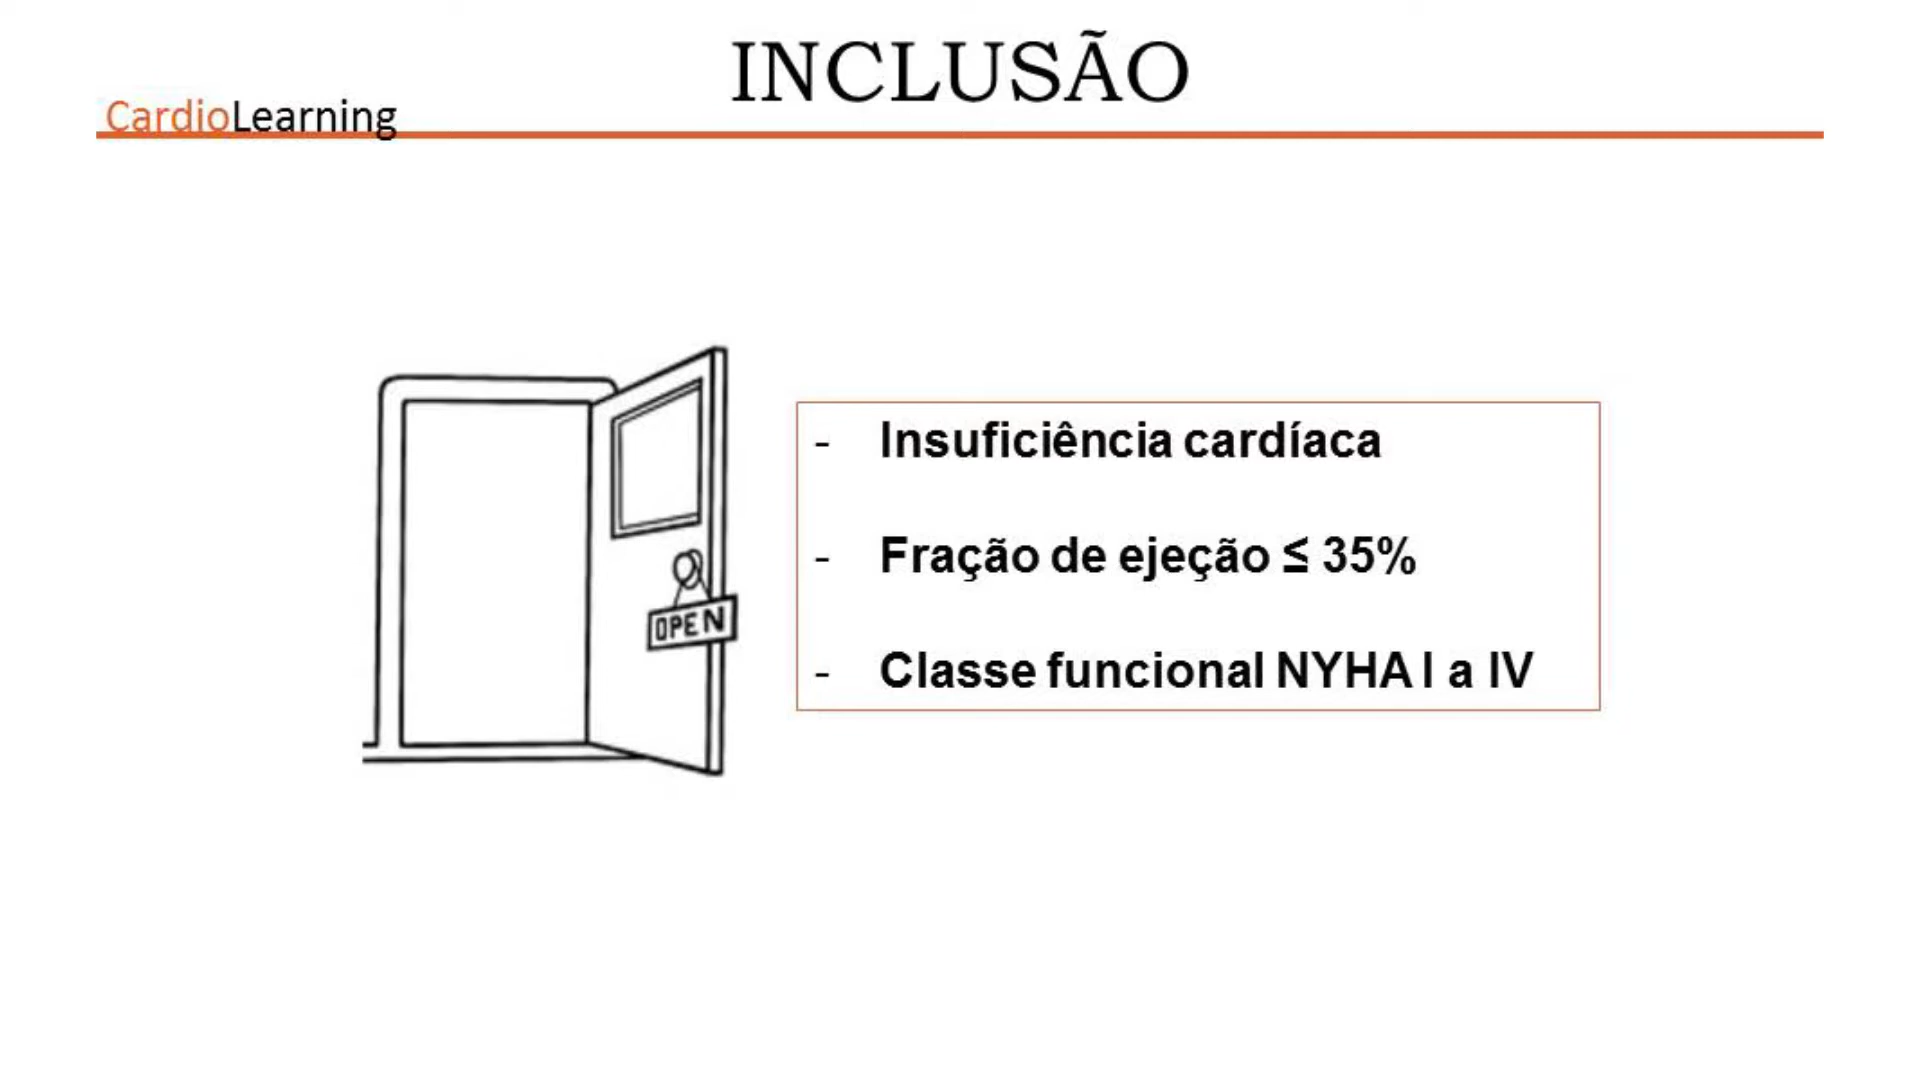 INCLUSÃO
CardioLearning
- Insuficiência cardíaca
- Fração de ejeção ≤ 35%
- Classe funcional NYHA I a IV
OPEN